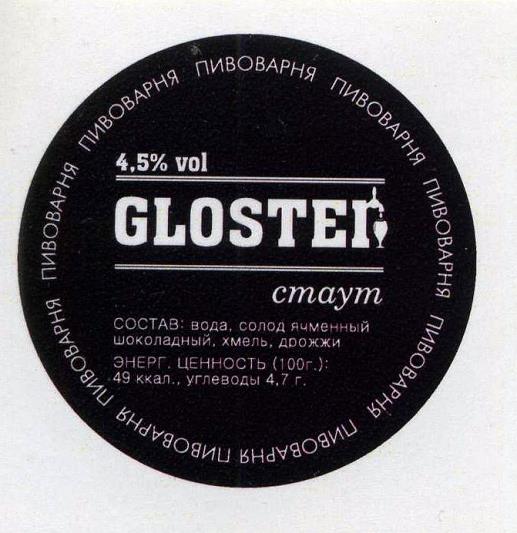 ПИВОВАРНЯ ПИВОВАРНЯ ПИВОВАРНЯ ПИВОВАРНЯ ПИВОВАРНЯ ПИВОВАРНЯ ПИВОВАРНЯ ПИВОВАРНЯ ПИВОВАРНЯ
4,5% vol
GLOSTER
стаут
СОСТАВ: вода, солод ячменный
шоколадный, хмель, дрожжи
ЭНЕРГ. ЦЕННОСТЬ (100г.):
49 ккал., углеводы 4,7 г.